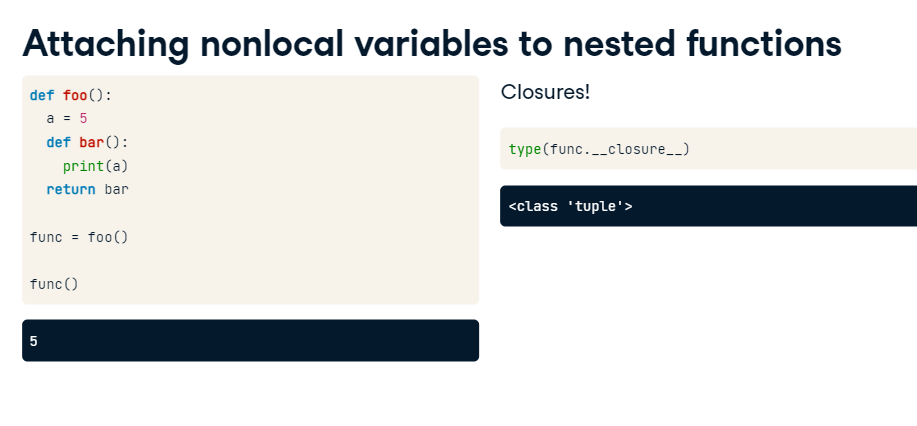 Attaching nonlocal variables to nested functions
def foo():
  a = 5
  def bar():
    print(a)
  return bar
func = foo()
func()
5
Closures!
type(func.__closure__)
<class 'tuple'>